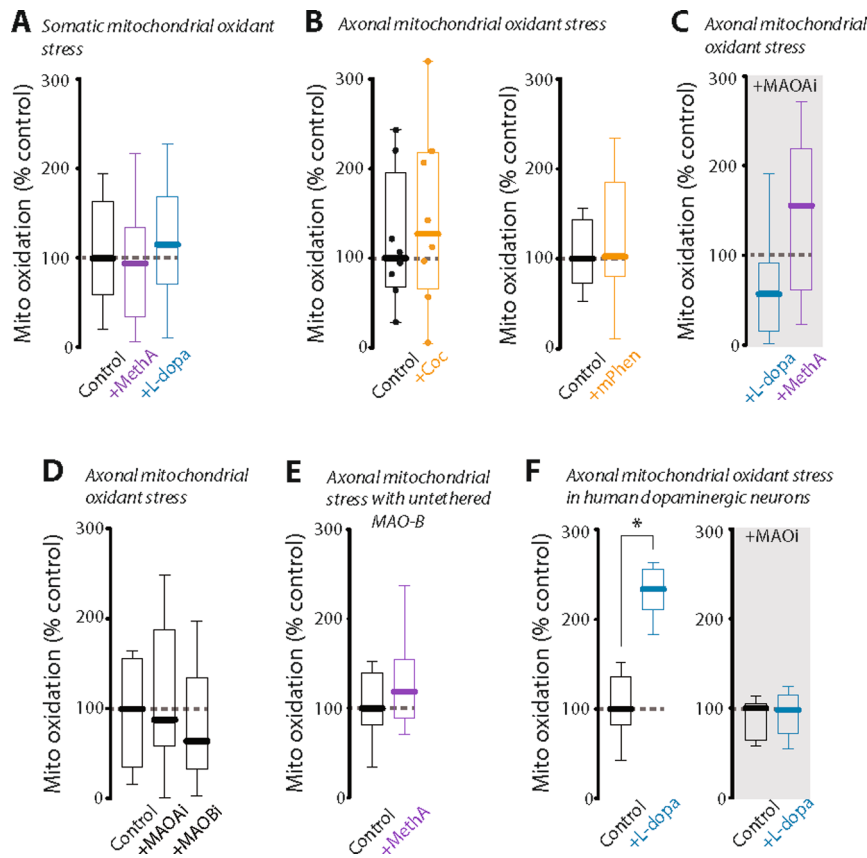 A Somatic mitochondrial oxidant
stress
Mito oxidation (% control)
300
200
100
0
Control
+MethA
+L-dopa
B Axonal mitochondrial oxidant stress
Mito oxidation (% control)
300
200
100
0
Control
+Coc
Mito oxidation (% control)
300
200
100
0
Control
+mPhen
C Axonal mitochondrial
oxidant stress
+MAOAi
Mito oxidation (% control)
300
200
100
0
+L-dopa
+MethA
D Axonal mitochondrial
oxidant stress
Mito oxidation (% control)
300
200
100
0
Control
+MAOAi
+MAOBi
E Axonal mitochondrial
stress with untethered
MAO-B
Mito oxidation (% control)
300
200
100
0
Control
+MethA
F Axonal mitochondrial oxidant stress
in human dopaminergic neurons
Mito oxidation (% control)
300
200
100
0
*
Control
+L-dopa
+MAOi
Mito oxidation (% control)
300
200
100
0
Control
+L-dopa